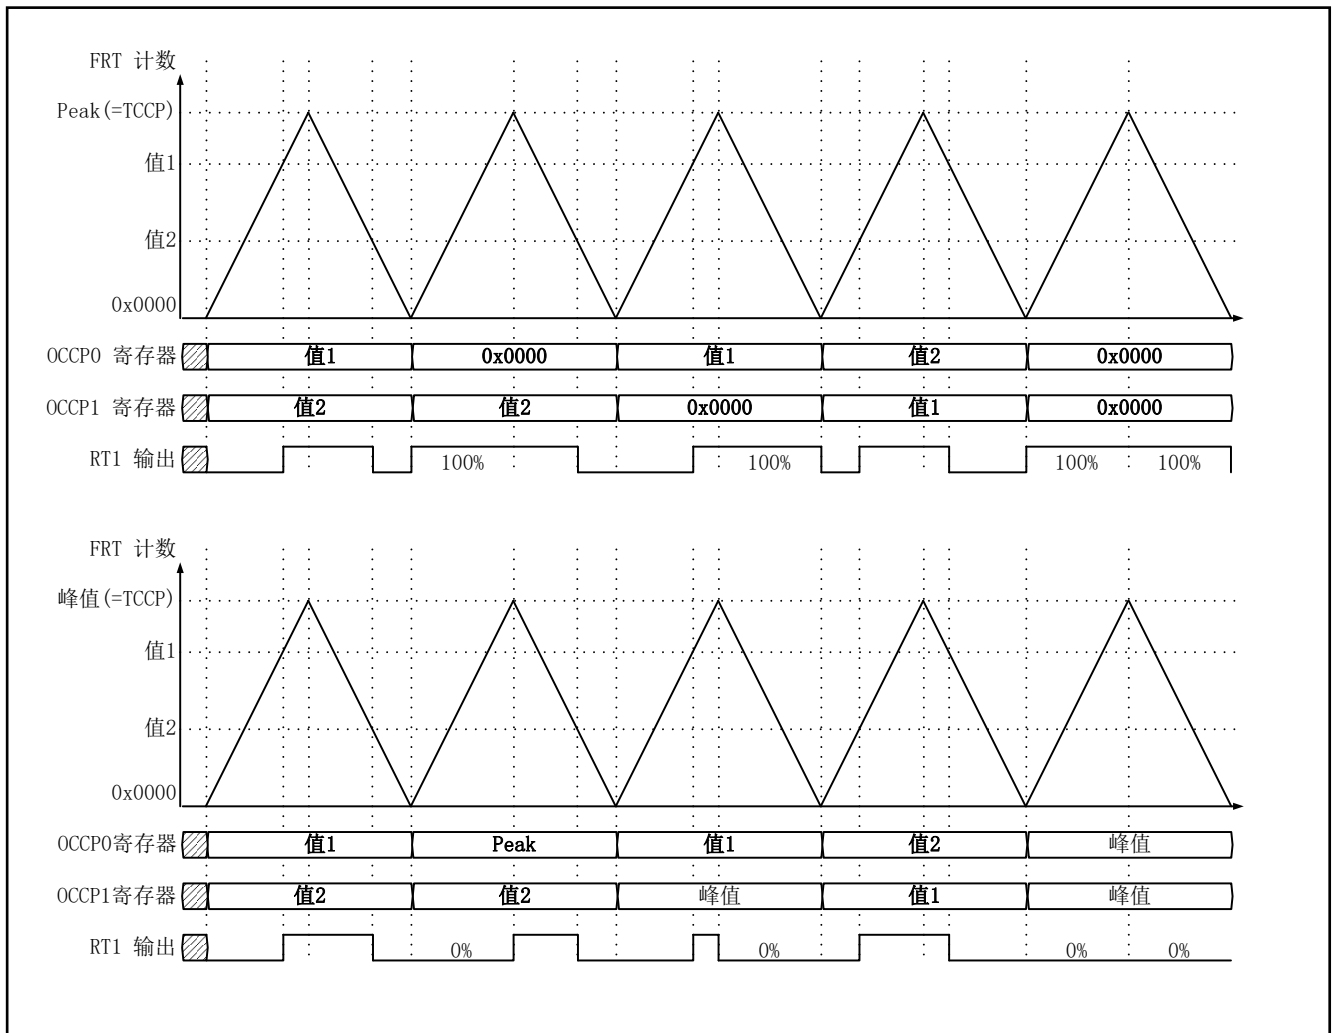 FRT 计数
Peak(=TCCP)
值1
值2
0x0000
OCCP0 寄存器 值1 0x0000 值1 值2 0x0000
OCCP1 寄存器 值2 值2 0x0000 值1 0x0000
RT1 输出 100% 100% 100% 100%
FRT 计数
峰值(=TCCP)
值1
值2
0x0000
OCCP0寄存器 值1 Peak 值1 值2 峰值
OCCP1寄存器 值2 值2 峰值 值1 峰值
RT1 输出 0% 0% 0% 0%